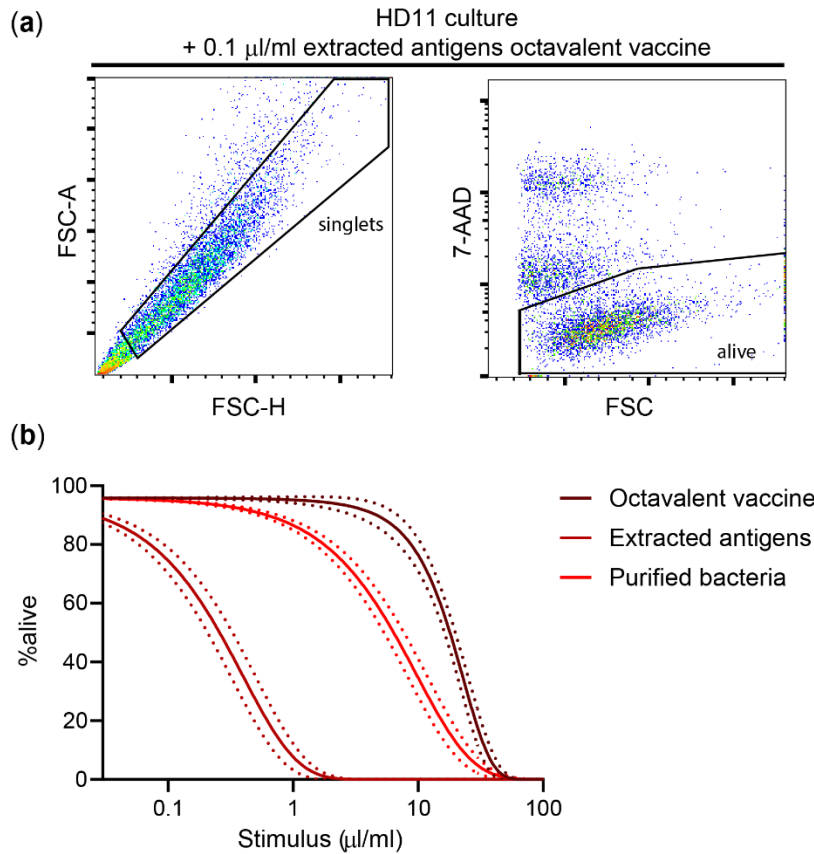 (a)
HD11 culture
+ 0.1 µl/ml extracted antigens octavalent vaccine
FSC-A
singlets
FSC-H
7-AAD
alive
FSC
(b)
100
80
60
40
20
0
%alive
0.1
1
10
100
Stimulus (µl/ml)
Octavalent vaccine
Extracted antigens
Purified bacteria